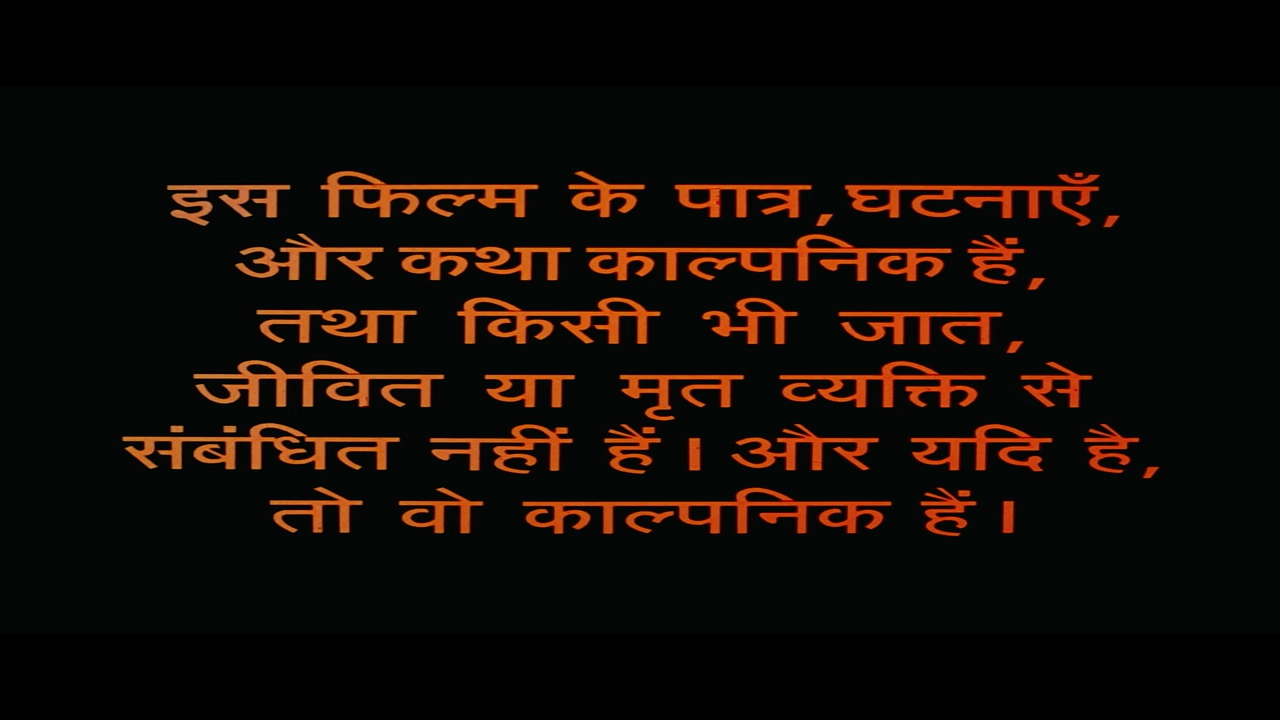 इस फिल्म के पात्र,घटनाएँ,
और कथा काल्पनिक हैं,
तथा किसी भी जात,
जीवित या मृत व्यक्ति से
संबंधित नहीं हैं। और यदि है,
तो वो काल्पनिक हैं।